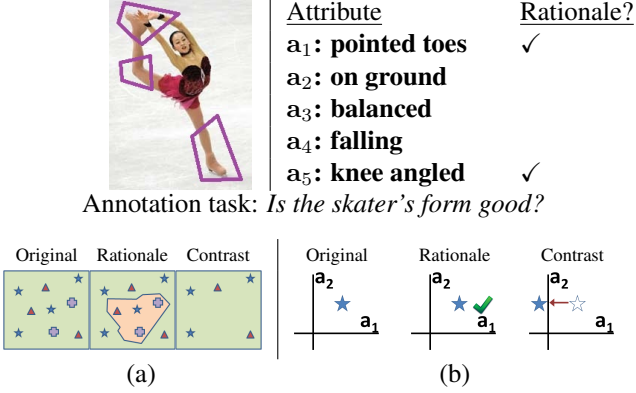 Attribute Rationale?
a₁: pointed toes ✓
a₂: on ground
a₃: balanced
a₄: falling
a₅: knee angled ✓
Annotation task: Is the skater's form good?
Original Rationale Contrast Original Rationale Contrast
a₂ a₂ a₂
a₁ a₁ a₁
(a) (b)